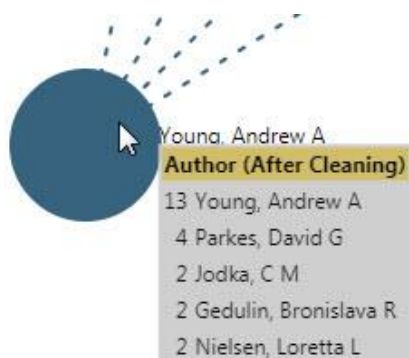 Young, Andrew A
Author (After Cleaning)
13 Young, Andrew A
4 Parkes, David G
2 Jodka, C M
2 Gedulin, Bronislava R
2 Nielsen, Loretta L